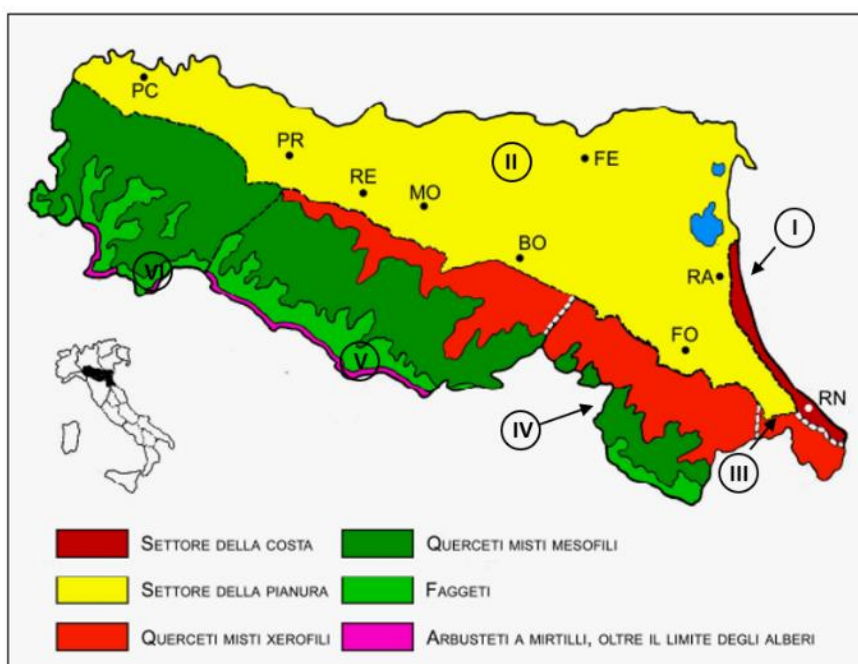 PC
PR
RE
MO
II
FE
BO
I
RA
VI
FO
V
RN
IV
III
SETTORE DELLA COSTA
SETTORE DELLA PIANURA
QUERCETI MISTI XEROFILI
QUERCETI MISTI MESOFILI
FAGGETI
ARBUSTETI A MIRTILLI, OLTRE IL LIMITE DEGLI ALBERI